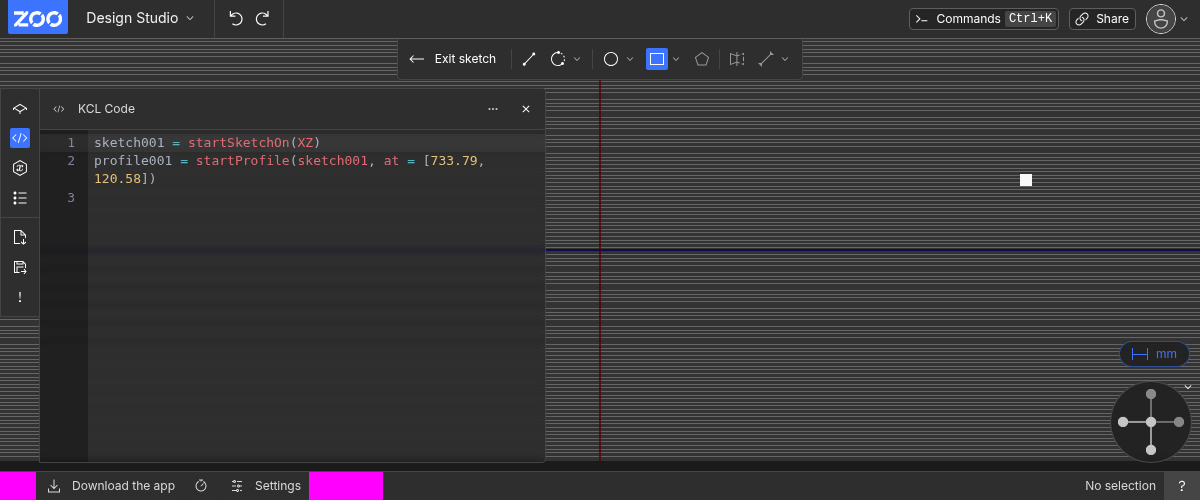 ZOO Design Studio
Commands Ctrl+K Share
Exit sketch
KCL Code
1 sketch001 = startSketchOn(XZ)
2 profile001 = startProfile(sketch001, at = [733.79,
120.58])
3
mm
Download the app Settings No selection ?